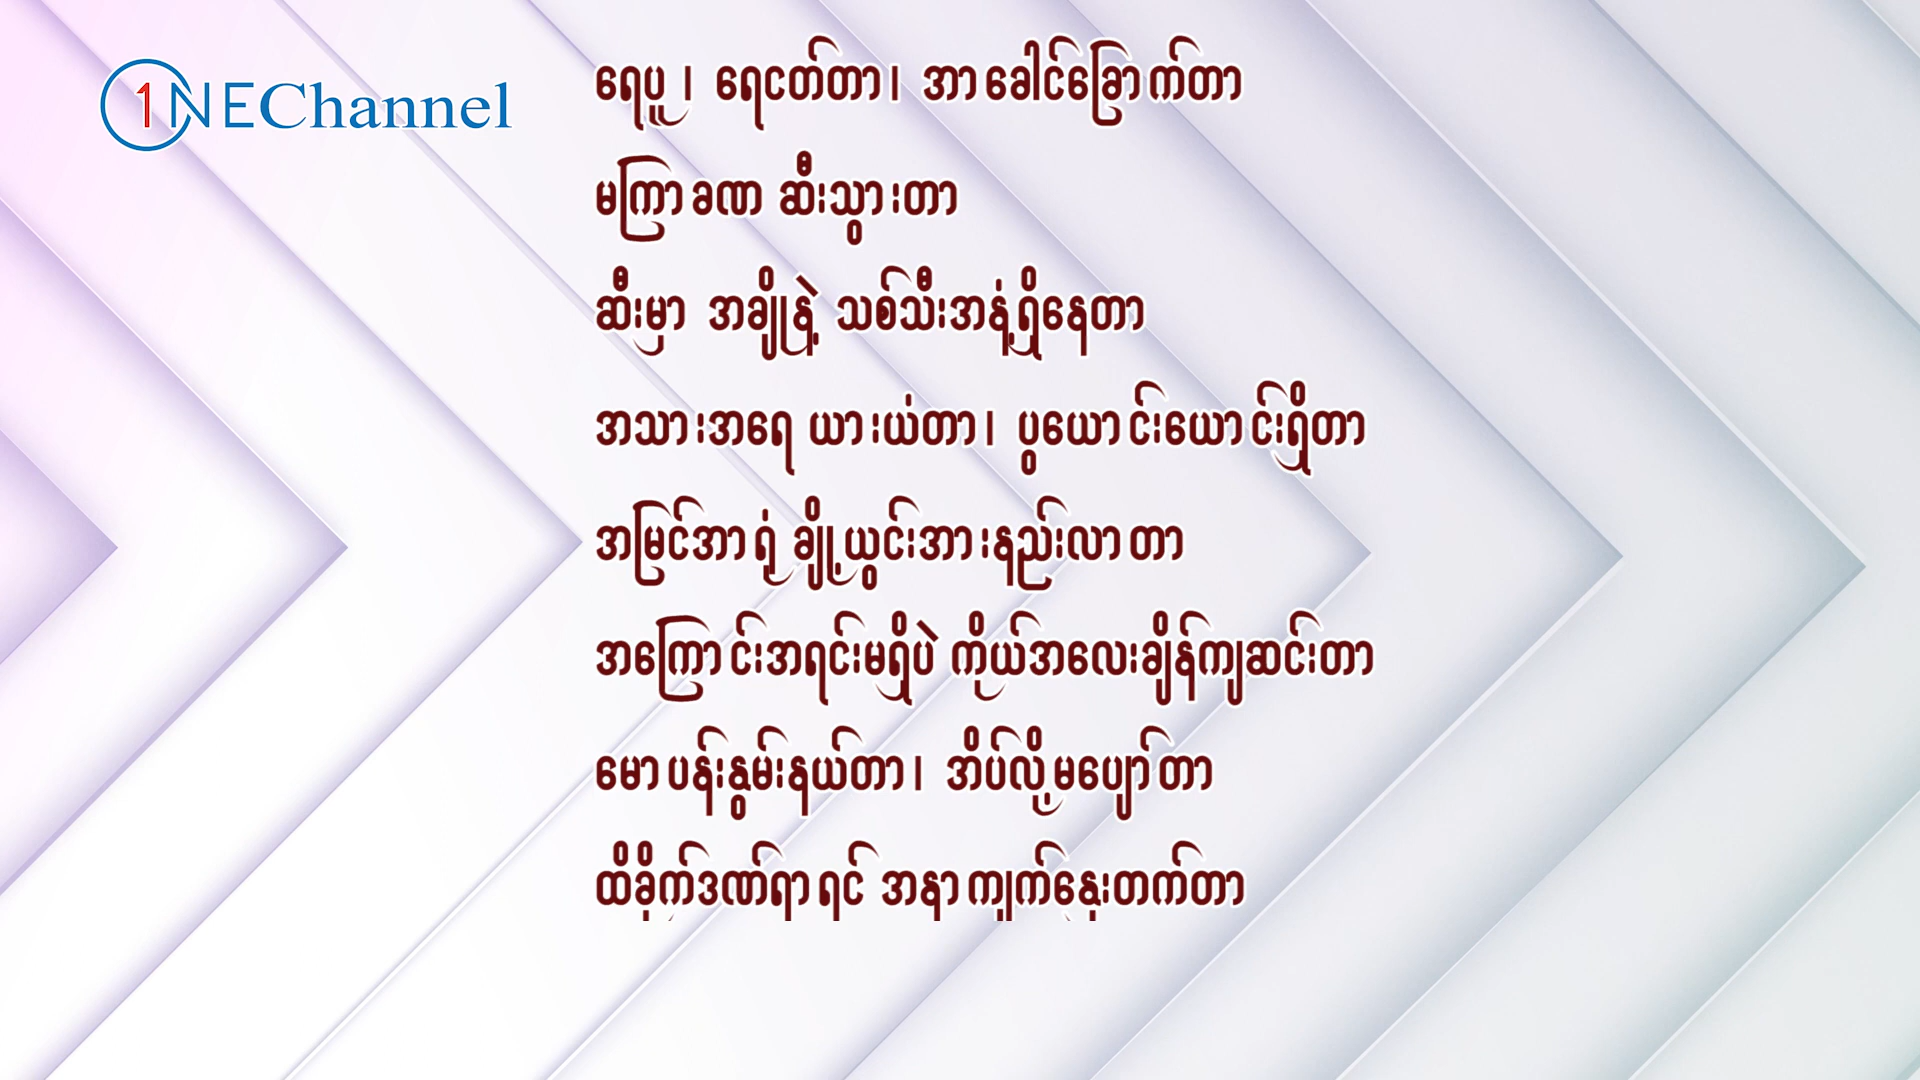 1NEChannel
ရေပူ၊ ရေငတ်တာ၊ အာခေါင်ခြောက်တာ
မကြာခဏ ဆီးသွားတာ
ဆီးမှာ အချိုနဲ့ သစ်သီးအနံ့ရှိနေတာ
အသားအရေ ယားယံတာ၊ ပွယောင်းယောင်းရှိတာ
အမြင်အာရုံ ချို့ယွင်းအားနည်းလာတာ
အကြောင်းအရင်းမရှိပဲ ကိုယ်အလေးချိန်ကျဆင်းတာ
မောပန်းနွမ်းနယ်တာ၊ အိပ်လို့မပျော်တာ
ထိခိုက်ဒဏ်ရာရင် အနာကျက်နှေးတက်တာ